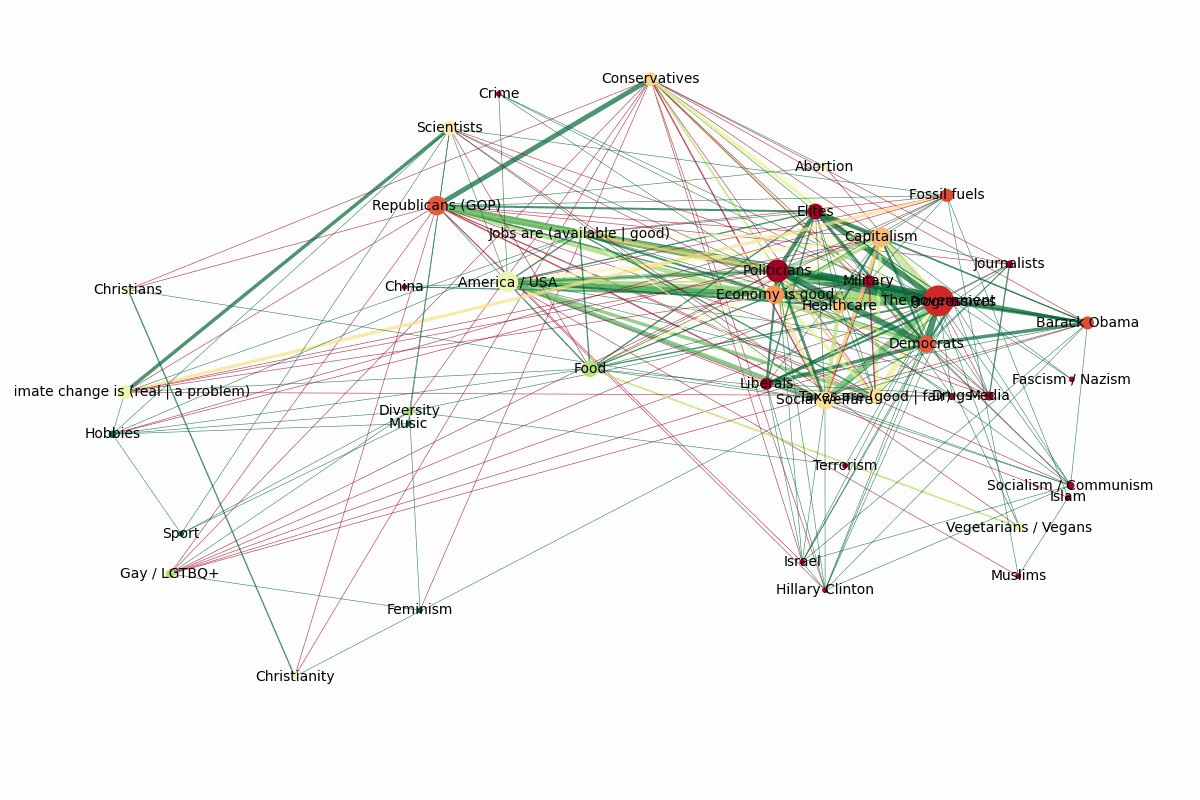 Conservatives
Crime
Scientists
Abortion
Fossil fuels
Republicans (GOP)
Elites
Jobs are (available | good)
Capitalism
Journalists
Politicians
Military
America / USA
China
Christians
Economy is good
The government
Healthcare
Barack Obama
Democrats
Food
Fascism / Nazism
Liberals
imate change is (real | a problem)
Taxes are (good | fair)
Drugs
Media
Social welfare
Diversity
Music
Hobbies
Terrorism
Socialism / Communism
Islam
Vegetarians / Vegans
Sport
Israel
Gay / LGTBQ+
Muslims
Hillary Clinton
Feminism
Christianity